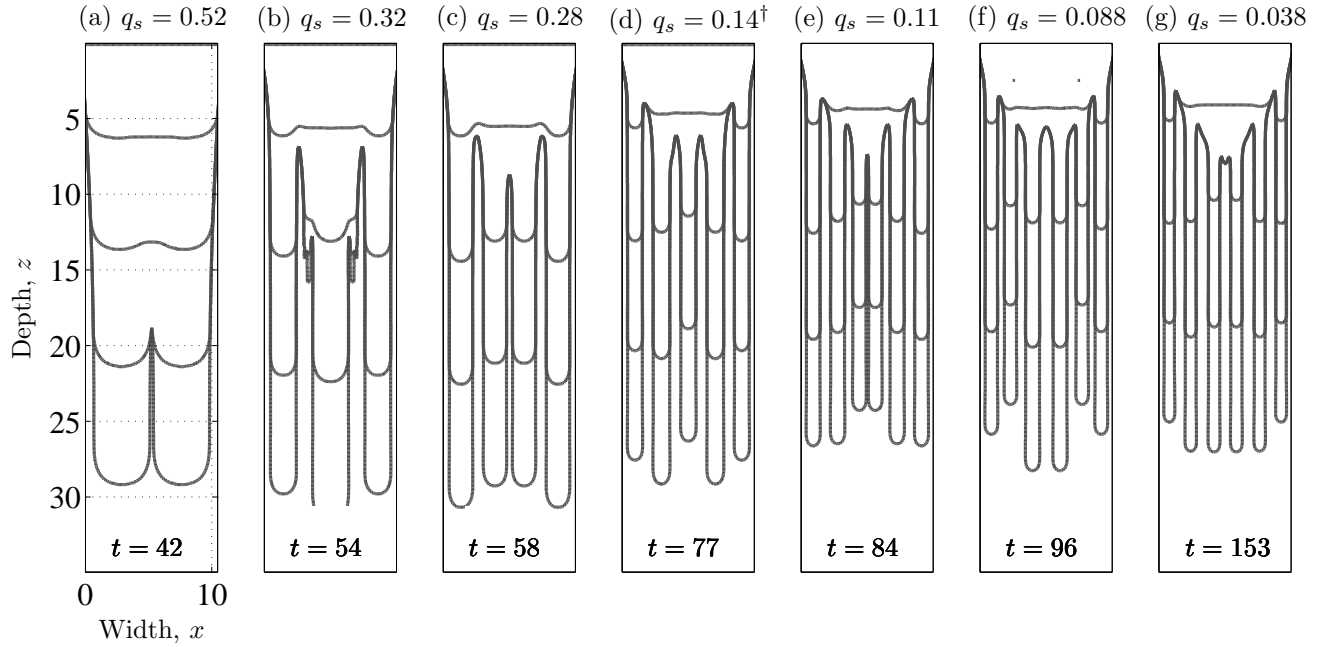 (a) q_s = 0.52
(b) q_s = 0.32
(c) q_s = 0.28
(d) q_s = 0.14†
(e) q_s = 0.11
(f) q_s = 0.088
(g) q_s = 0.038
5
10
15
20
25
30
Depth, z
t = 42
t = 54
t = 58
t = 77
t = 84
t = 96
t = 153
0
10
Width, x